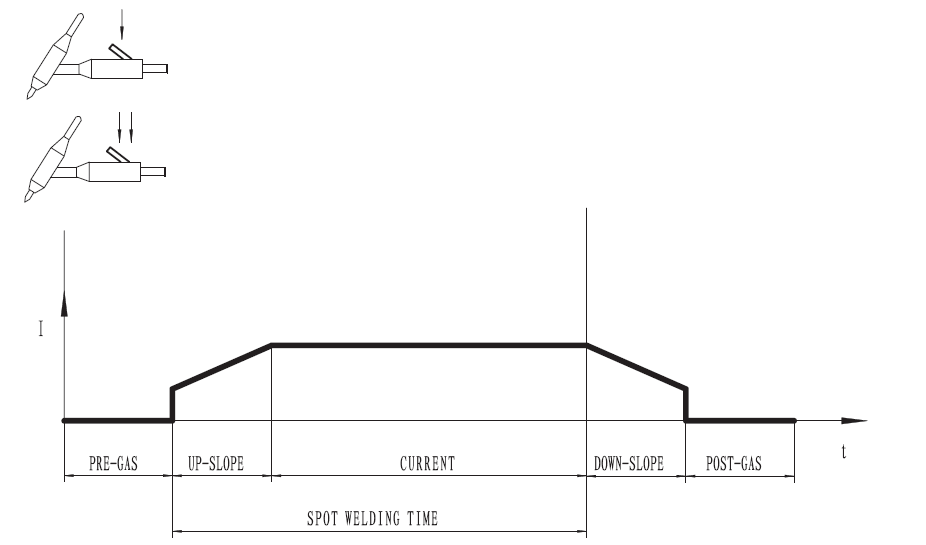 I
t
PRE-GAS UP-SLOPE CURRENT DOWN-SLOPE POST-GAS
SPOT WELDING TIME